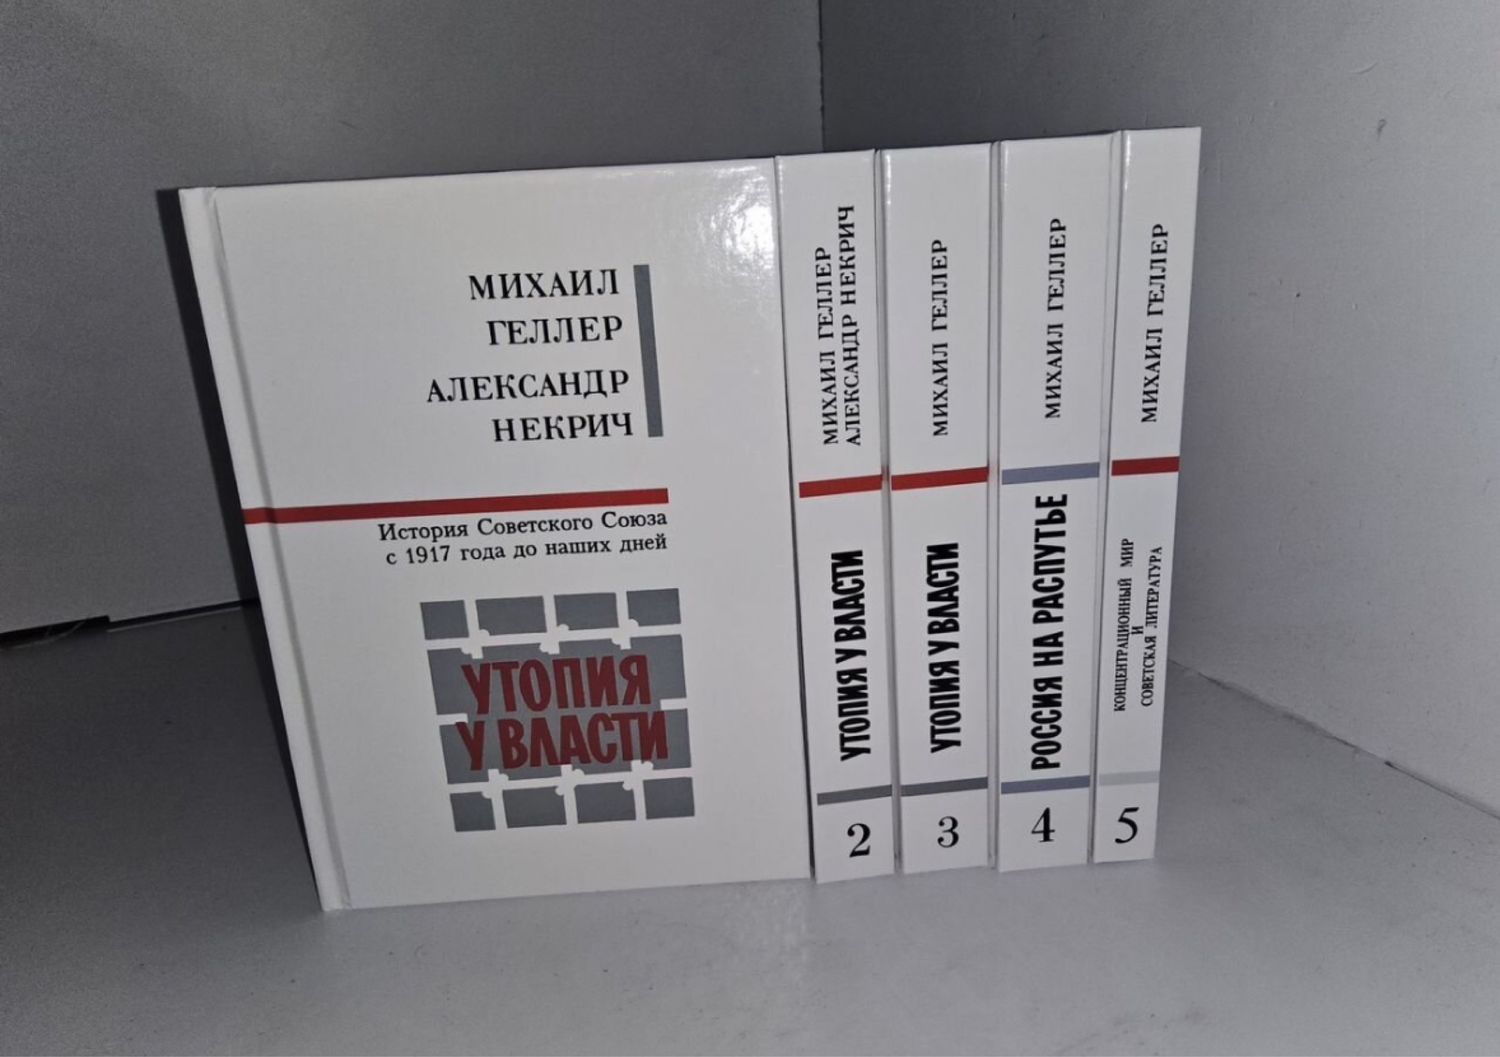 МИХАИЛ
ГЕЛЛЕР
АЛЕКСАНДР
НЕКРИЧ
История Советского Союза
с 1917 года до наших дней
УТОПИЯ
У ВЛАСТИ
МИХАИЛ ГЕЛЛЕР
АЛЕКСАНДР НЕКРИЧ
УТОПИЯ У ВЛАСТИ
2
МИХАИЛ ГЕЛЛЕР
УТОПИЯ У ВЛАСТИ
3
МИХАИЛ ГЕЛЛЕР
РОССИЯ НА РАСПУТЬЕ
4
МИХАИЛ ГЕЛЛЕР
КОНЦЕНТРАЦИОННЫЙ МИР
И
СОВЕТСКАЯ ЛИТЕРАТУРА
5